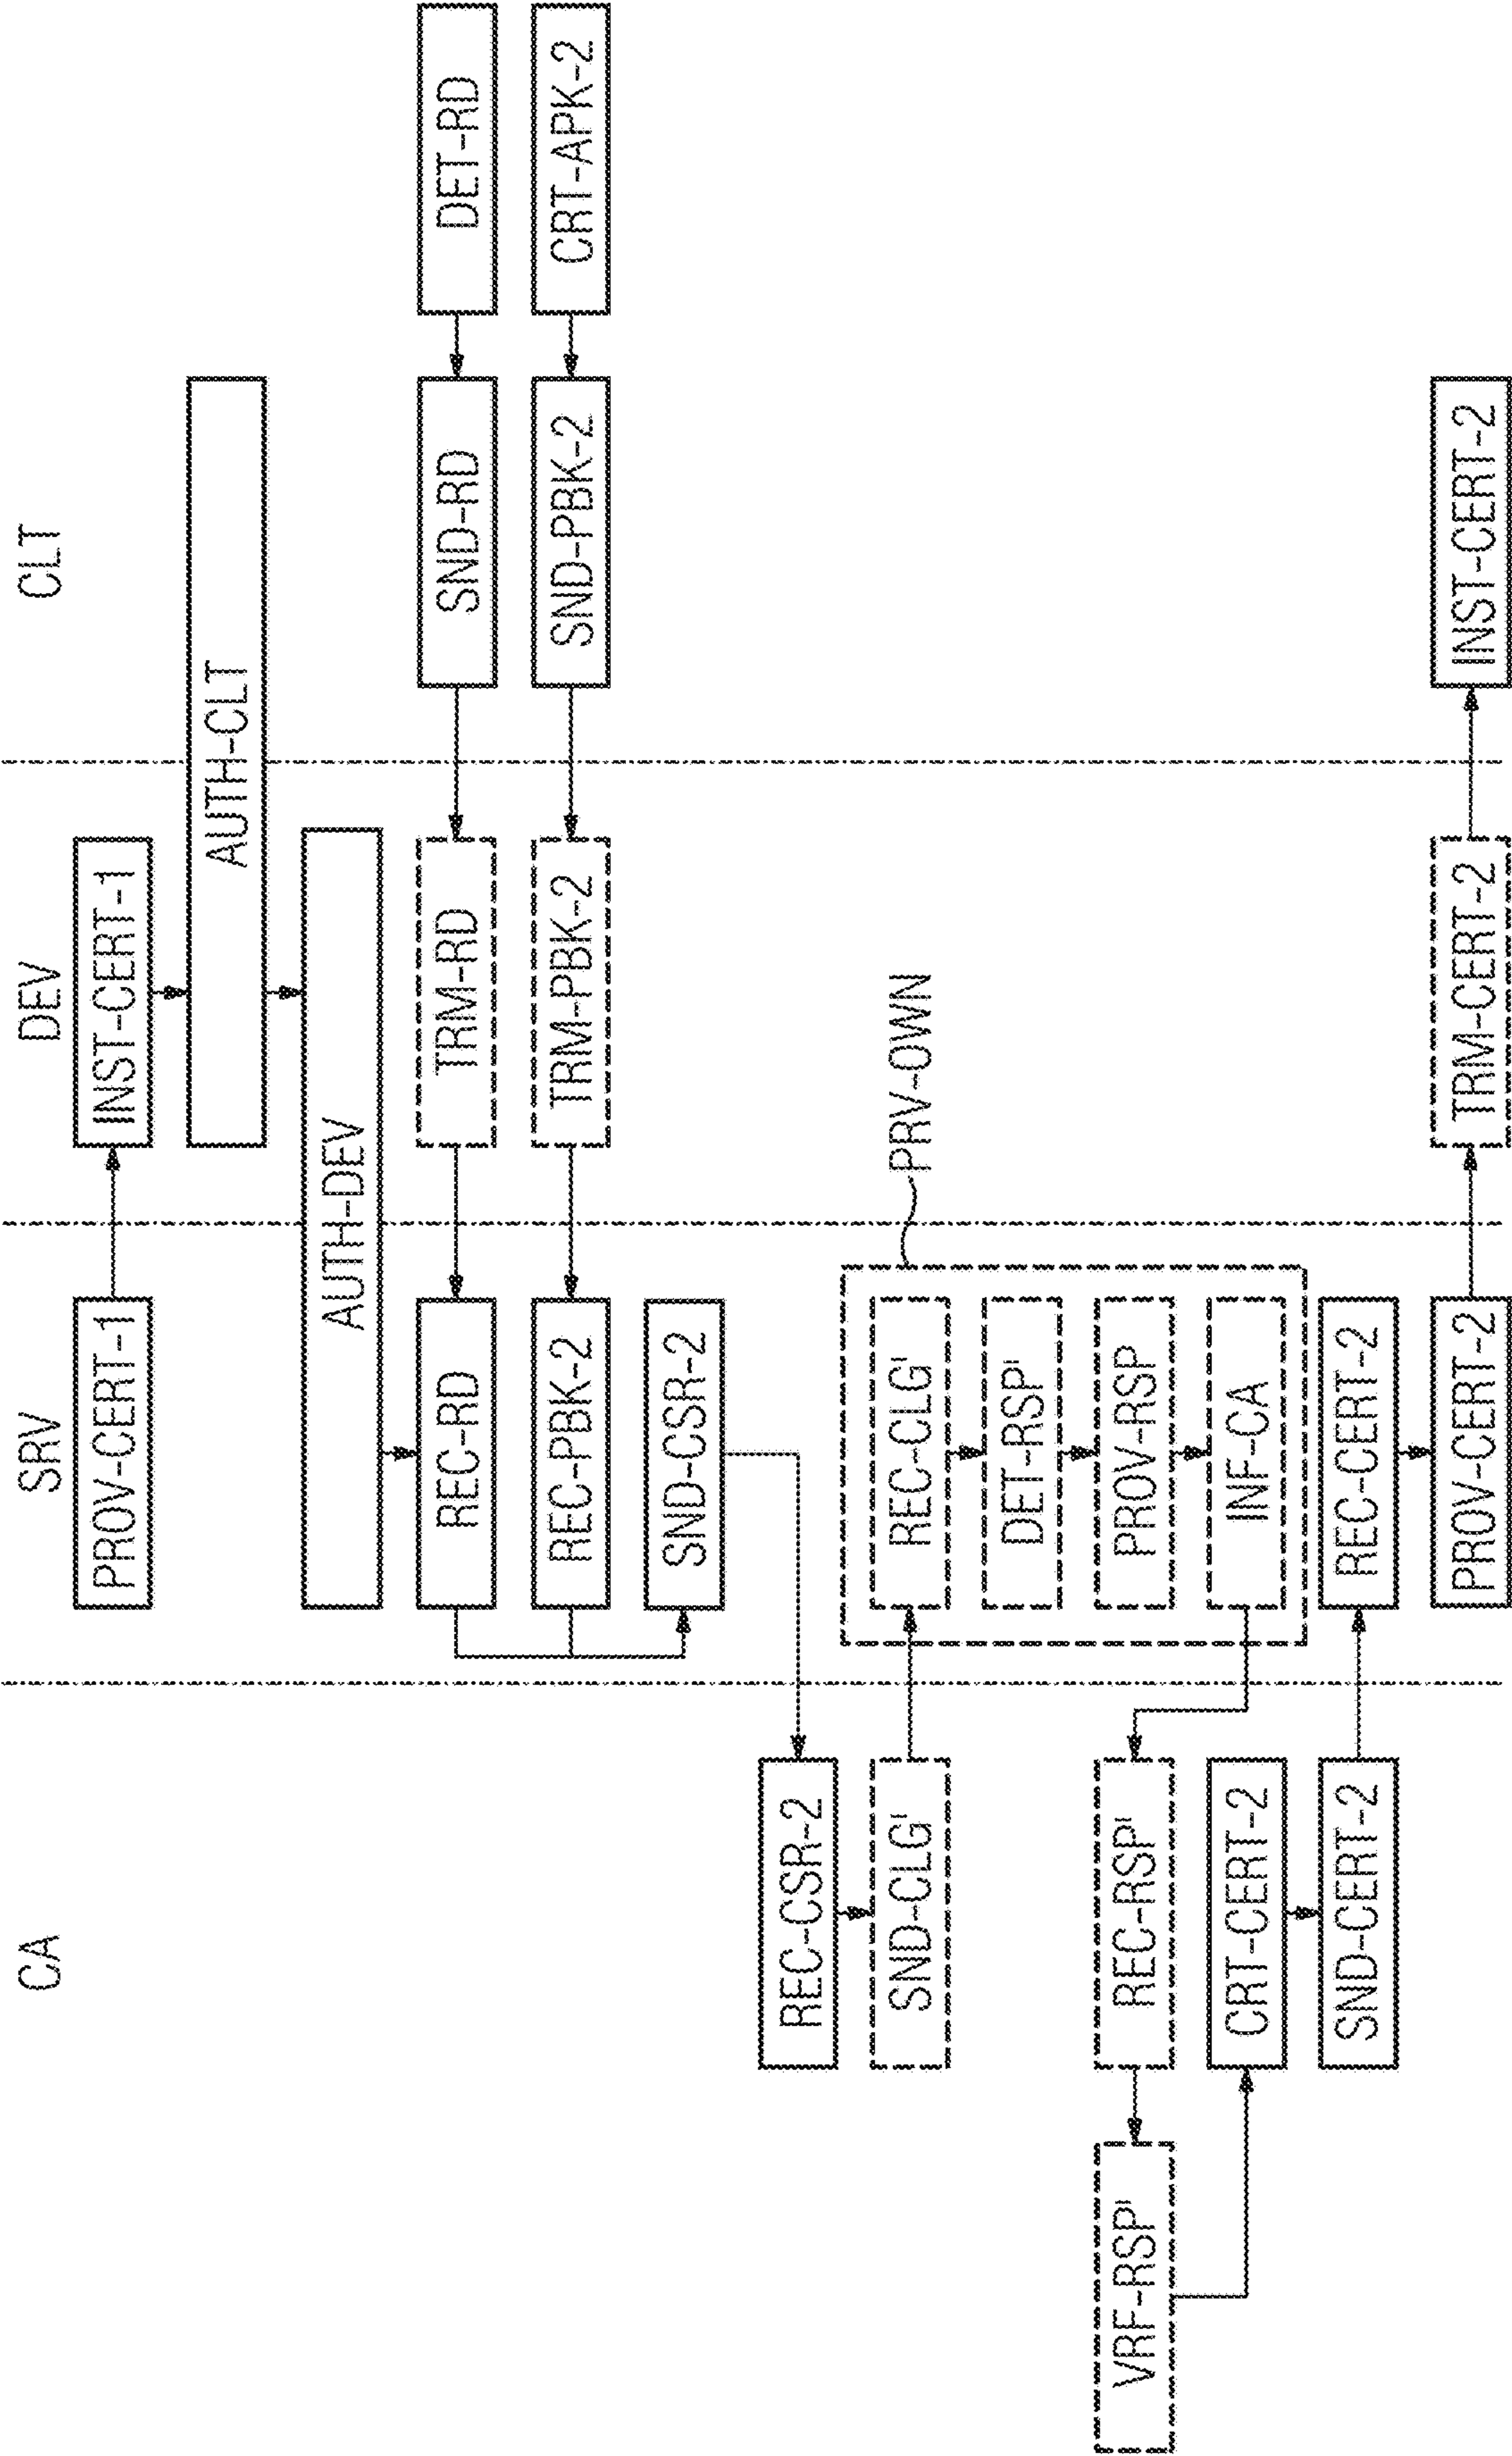 CA
SRV
DEV
CLT
PROV-CERT-1
INST-CERT-1
AUTH-CLT
AUTH-DEV
REC-RD
TRM-RD
SND-RD
DET-RD
REC-PBK-2
TRM-PBK-2
SND-PBK-2
CRT-APK-2
SND-CSR-2
REC-CSR-2
SND-CLG'
REC-CLG'
PRV-OWN
DET-RSP'
VRF-RSP'
REC-RSP'
PROV-RSP
CRT-CERT-2
INF-CA
SND-CERT-2
REC-CERT-2
PROV-CERT-2
TRM-CERT-2
INST-CERT-2